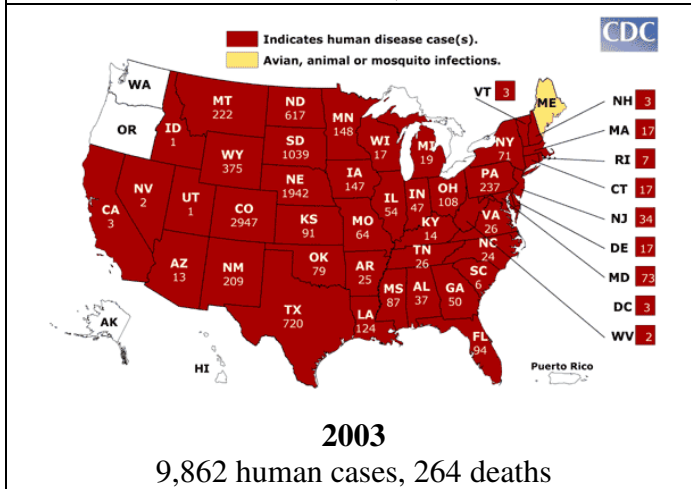 Indicates human disease case(s).
Avian, animal or mosquito infections.
CDC
WA
OR
ID
1
MT
222
ND
617
MN
148
WI
17
MI
19
VT 3
ME
NH 3
MA 17
RI 7
CT 17
NJ 34
DE 17
MD 73
DC 3
WV 2
NY
71
PA
237
WY
375
SD
1039
IA
147
NE
1942
IL
54
IN
47
OH
108
NV
2
UT
1
CO
2947
KS
91
MO
64
KY
14
VA
26
CA
3
AZ
13
NM
209
OK
79
AR
25
TN
26
NC
24
SC
6
TX
720
LA
124
MS
87
AL
37
GA
50
FL
94
AK
HI
Puerto Rico
2003
9,862 human cases, 264 deaths